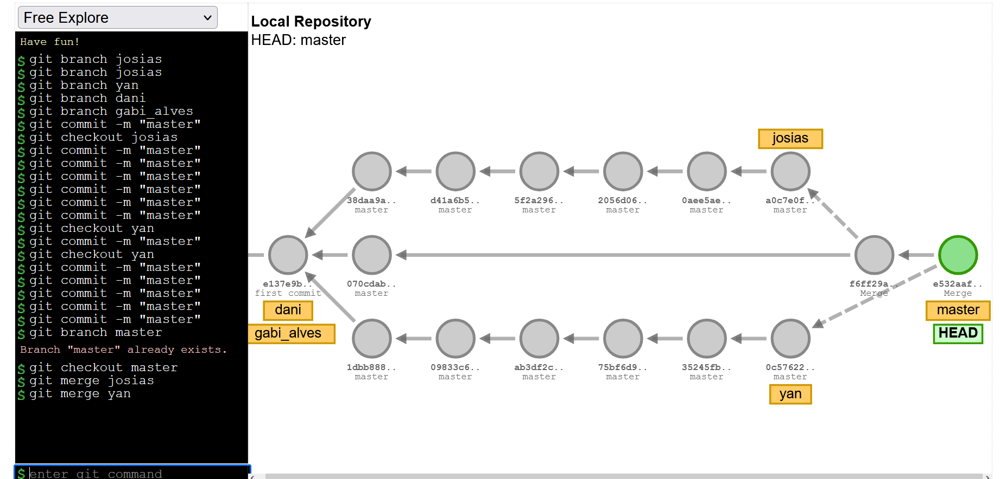 Free Explore
Have fun!
$ git branch josias
$ git branch josias
$ git branch yan
$ git branch dani
$ git branch gabi_alves
$ git commit -m "master"
$ git checkout josias
$ git commit -m "master"
$ git commit -m "master"
$ git commit -m "master"
$ git commit -m "master"
$ git commit -m "master"
$ git commit -m "master"
$ git checkout yan
$ git commit -m "master"
$ git checkout yan
$ git commit -m "master"
$ git commit -m "master"
$ git commit -m "master"
$ git commit -m "master"
$ git commit -m "master"
$ git branch master
Branch "master" already exists.
$ git checkout master
$ git merge josias
$ git merge yan
$ enter git command
Local Repository
HEAD: master
josias
38daa9a.. d41a6b5.. 5f2a296.. 2056d06.. 0aee5ae.. a0c7e0f..
master master master master master master
e137e9b.. 070cdab.. f6ff29a.. e532aaf..
first commit master Merge Merge
dani master
gabi_alves HEAD
1dbb888.. 09833c6.. ab3df2c.. 75bf6d9.. 35245fb.. 0c57622..
master master master master master master
yan